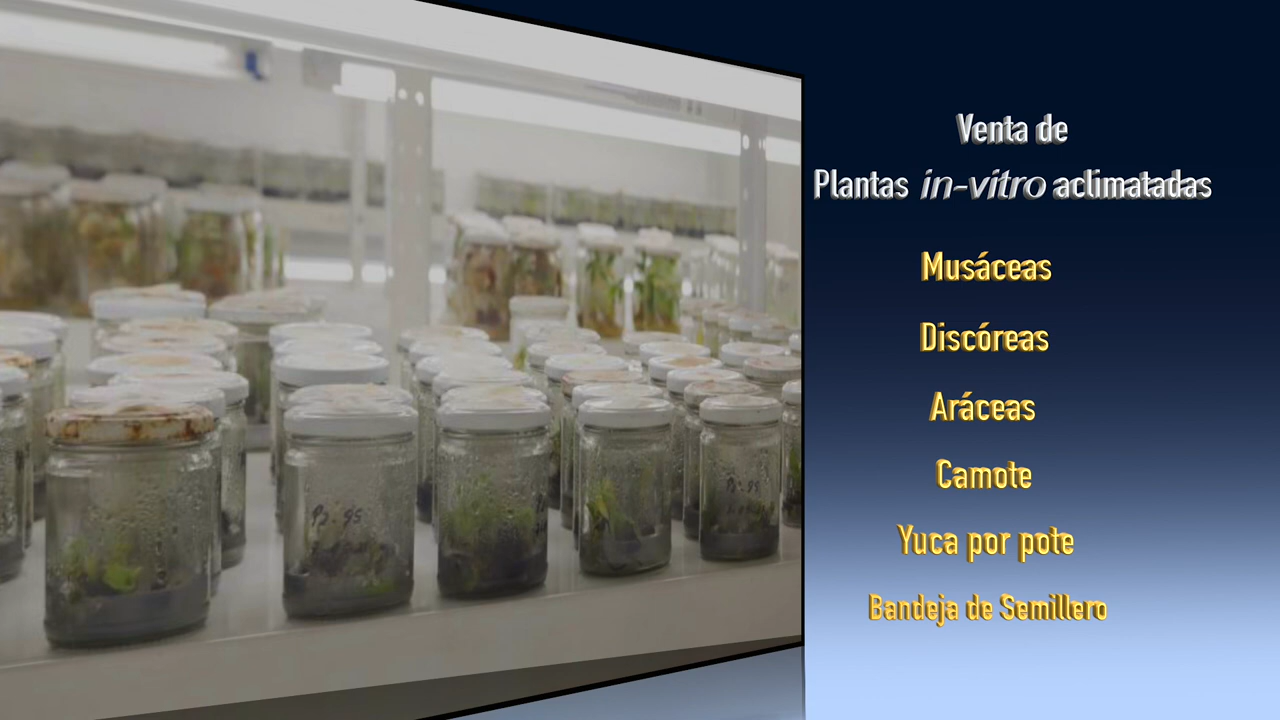 Venta de
Plantas in-vitro aclimatadas
Musáceas
Discóreas
Aráceas
Camote
Yuca por pote
Bandeja de Semillero